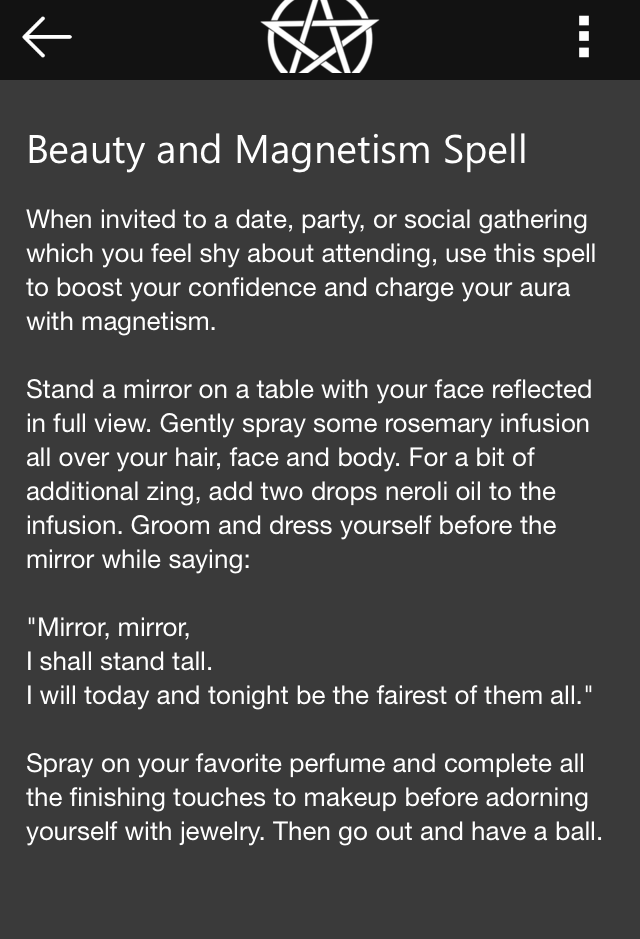 Beauty and Magnetism Spell
When invited to a date, party, or social gathering
which you feel shy about attending, use this spell
to boost your confidence and charge your aura
with magnetism.
Stand a mirror on a table with your face reflected
in full view. Gently spray some rosemary infusion
all over your hair, face and body. For a bit of
additional zing, add two drops neroli oil to the
infusion. Groom and dress yourself before the
mirror while saying:
"Mirror, mirror,
I shall stand tall.
I will today and tonight be the fairest of them all."
Spray on your favorite perfume and complete all
the finishing touches to makeup before adorning
yourself with jewelry. Then go out and have a ball.